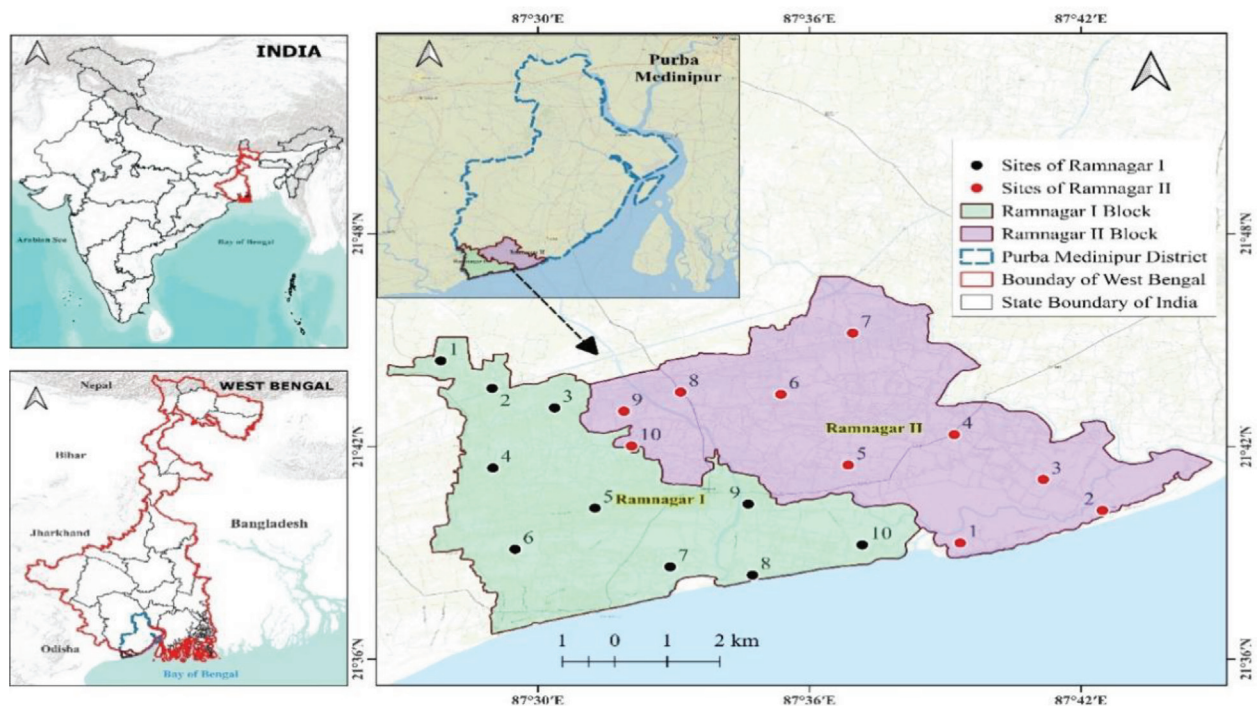 INDIA
Arabian Sea
Bay of Bengal
WEST BENGAL
Nepal
Bihar
Jharkhand
Bangladesh
Odisha
Bay of Bengal
87°30'E
87°36'E
87°42'E
Purba
Medinipur
Ramnagar II
Sites of Ramnagar I
Sites of Ramnagar II
Ramnagar I Block
Ramnagar II Block
Purba Medinipur District
Bounday of West Bengal
State Boundary of India
21°48'N
21°48'N
1
2
3
4
5
6
7
8
9
10
Ramnagar I
7
8
6
9
10
4
5
3
2
1
Ramnagar II
21°42'N
21°42'N
1 0 1 2 km
21°36'N
21°36'N
87°30'E
87°36'E
87°42'E